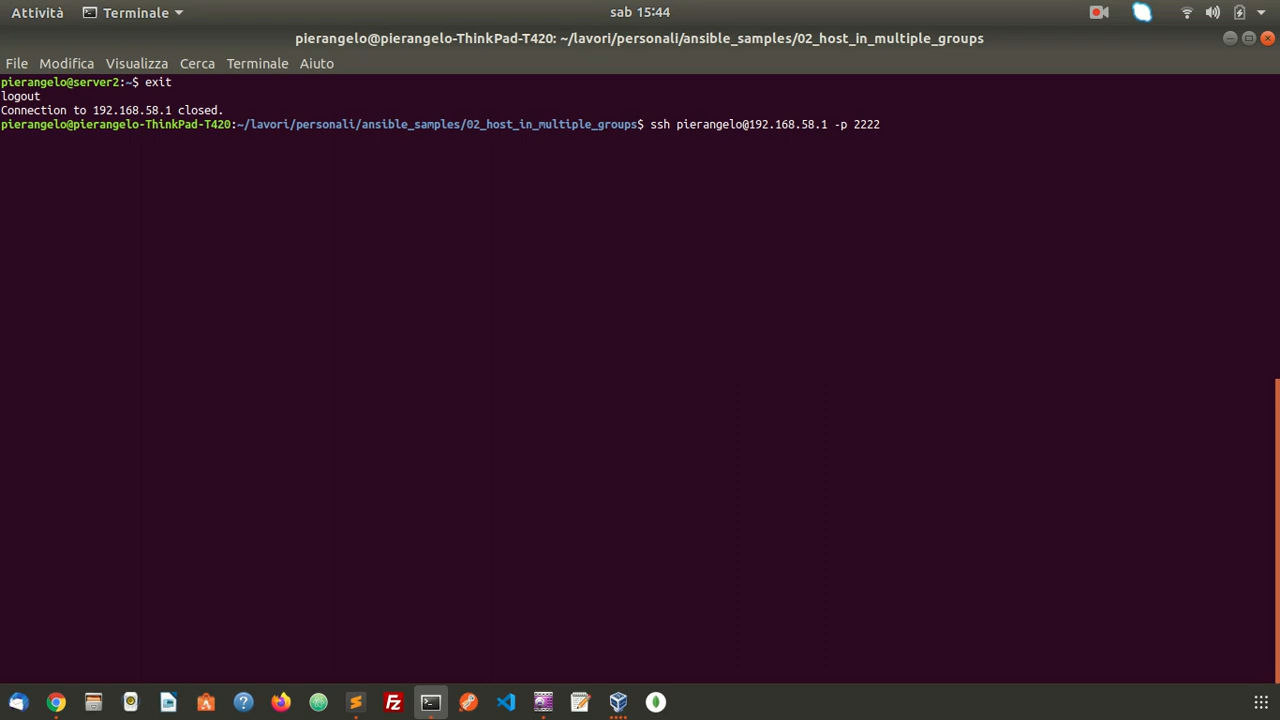 Attività Terminale sab 15:44
pierangelo@pierangelo-ThinkPad-T420: ~/lavori/personali/ansible_samples/02_host_in_multiple_groups
File Modifica Visualizza Cerca Terminale Aiuto
pierangelo@server2:~$ exit
logout
Connection to 192.168.58.1 closed.
pierangelo@pierangelo-ThinkPad-T420:~/lavori/personali/ansible_samples/02_host_in_multiple_groups$ ssh pierangelo@192.168.58.1 -p 2222